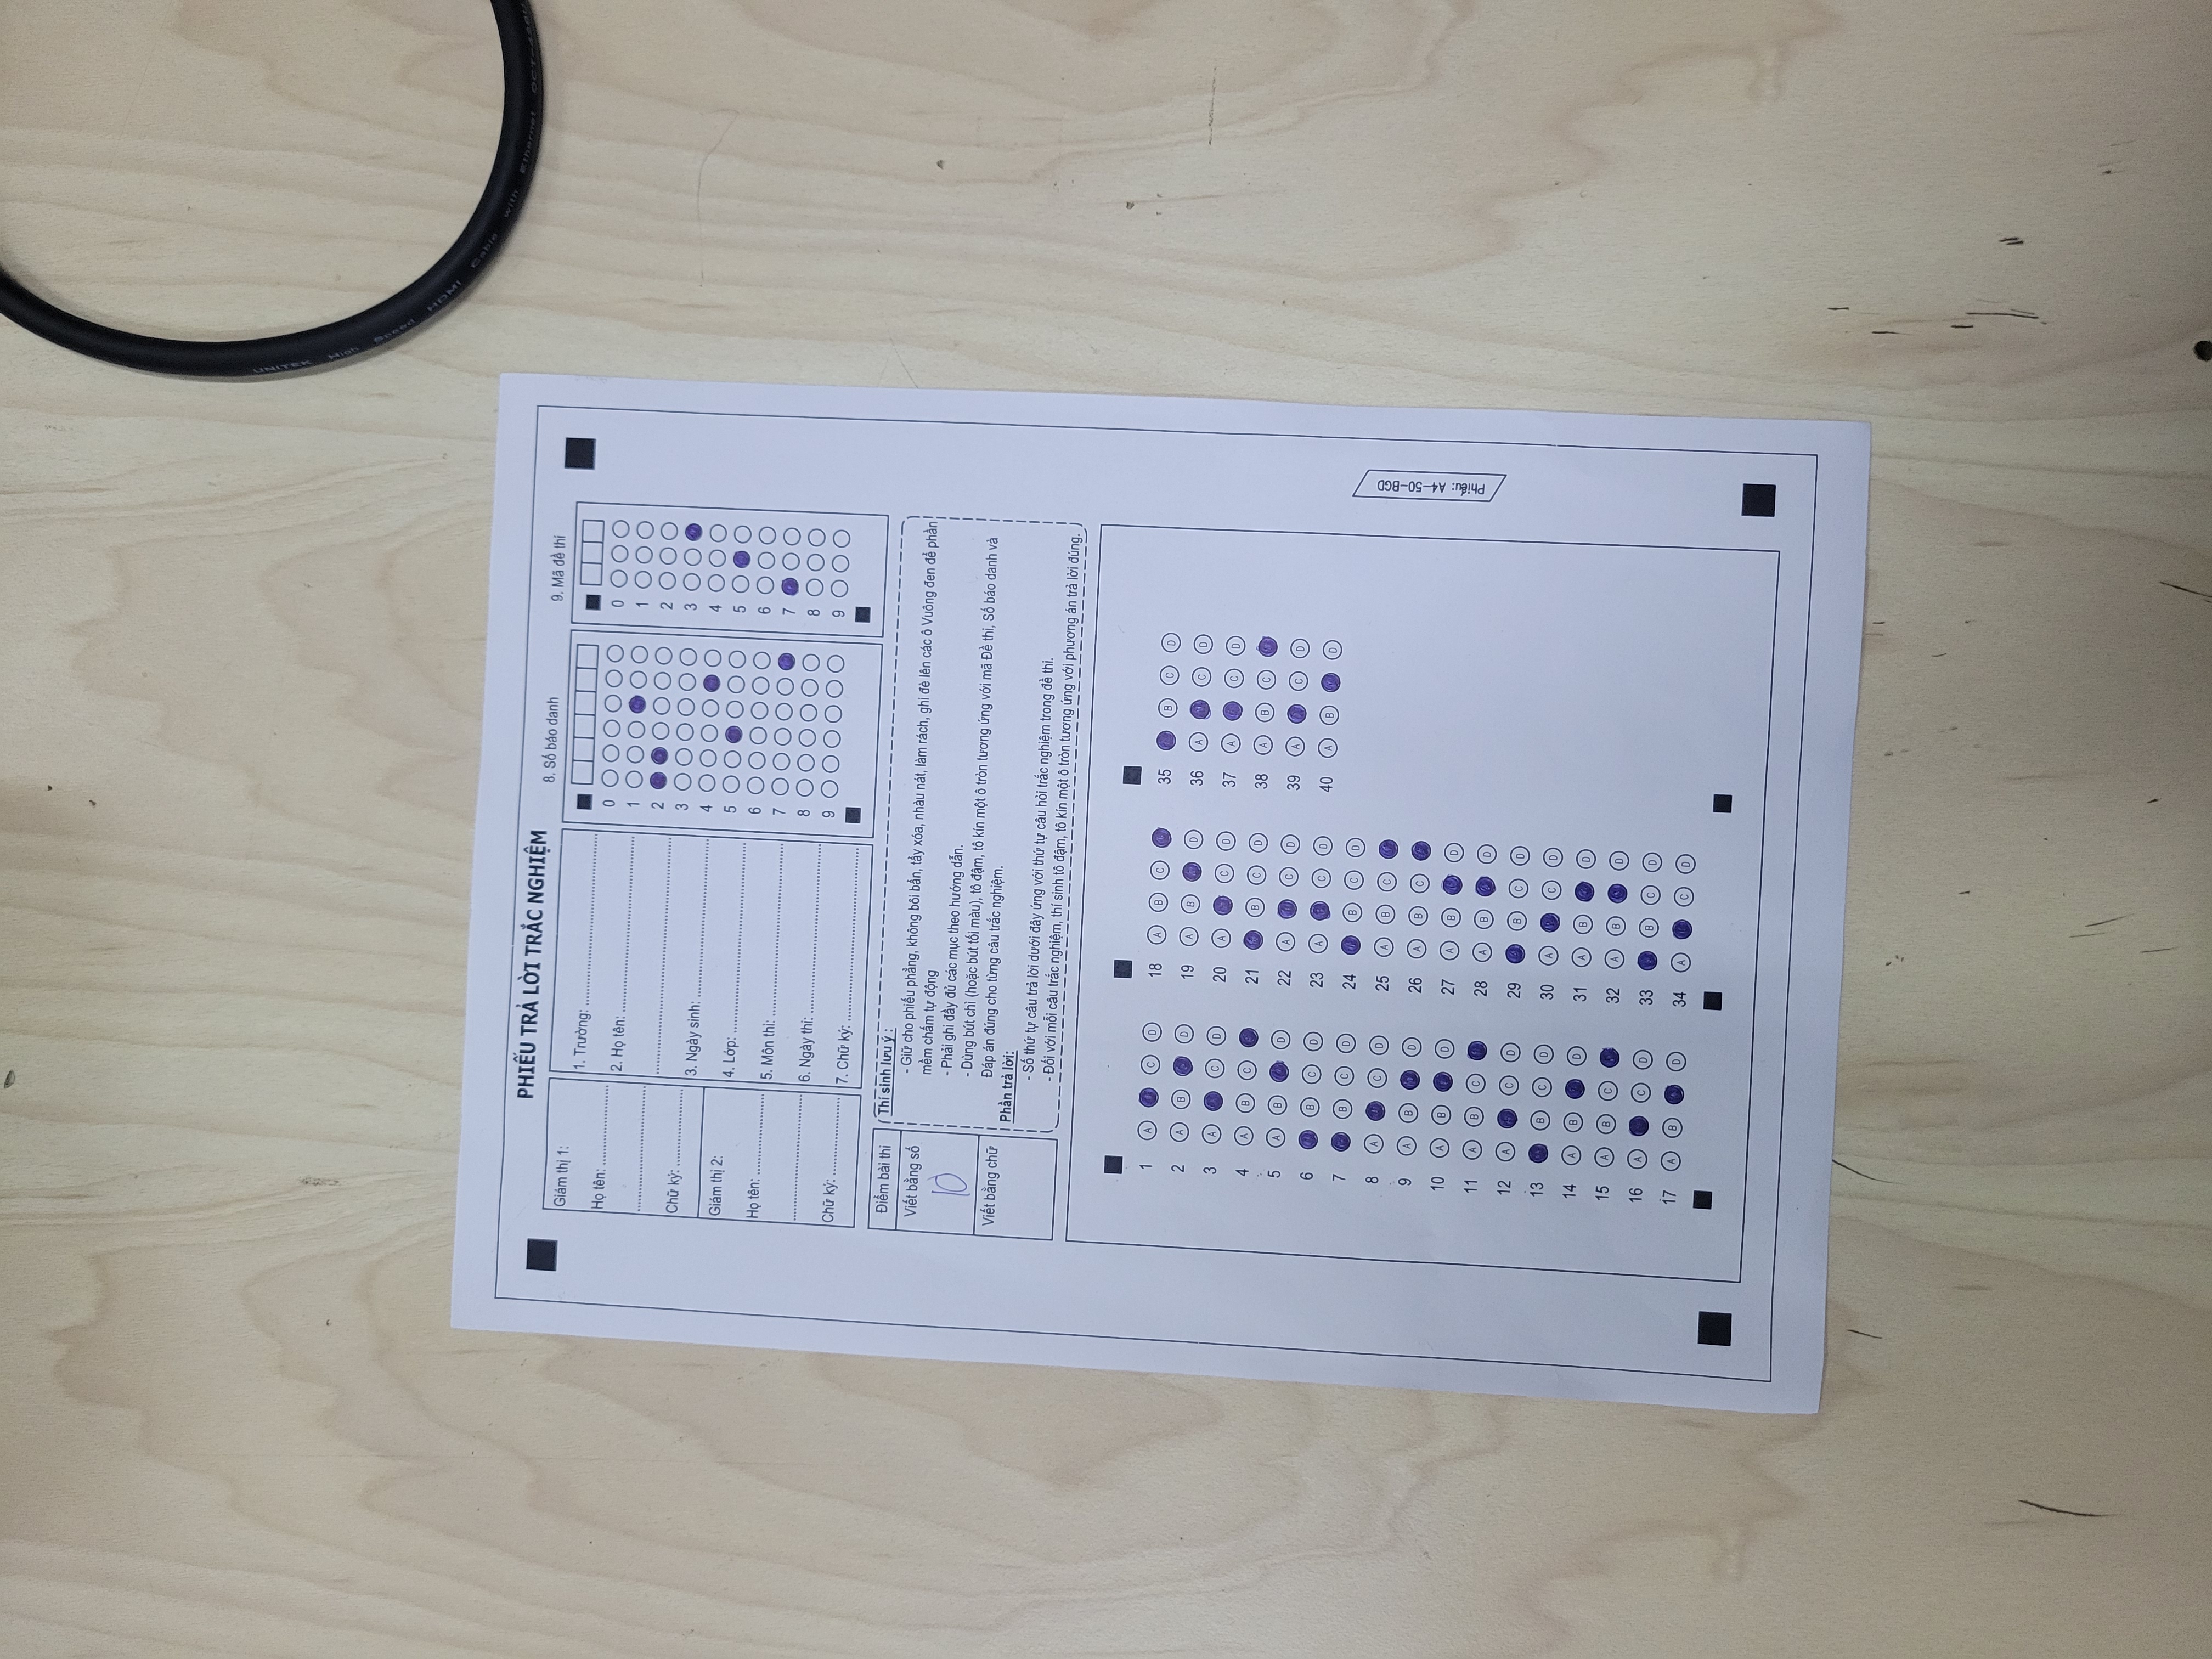 PHIẾU TRẢ LỜI TRẮC NGHIỆM
Giám thị 1:
Họ tên: ..........................
..........................
Chữ ký: ..........................
Giám thị 2:
Họ tên: ..........................
..........................
Chữ ký: ..........................
1. Trường: ..........................
2. Họ tên: ..........................
..........................
3. Ngày sinh: ..........................
4. Lớp: ..........................
5. Môn thi: ..........................
6. Ngày thi: ..........................
7. Chữ ký: ..........................
8. Số báo danh
0
1
2
3
4
5
6
7
8
9
9. Mã đề thi
0
1
2
3
4
5
6
7
8
9
Điểm bài thi
Viết bằng số
10
Viết bằng chữ
Thí sinh lưu ý :
- Giữ cho phiếu phẳng, không bôi bẩn, tẩy xóa, nhàu nát, làm rách, ghi đè lên các ô Vuông đen để phần
mềm chấm tự động
- Phải ghi đầy đủ các mục theo hướng dẫn.
- Dùng bút chì (hoặc bút tối màu), tô đậm, tô kín một ô tròn tương ứng với mã Đề thi, Số báo danh và
Đáp án đúng cho từng câu trắc nghiệm.
Phần trả lời:
- Số thứ tự câu trả lời dưới đây ứng với thứ tự câu hỏi trắc nghiệm trong đề thi.
- Đối với mỗi câu trắc nghiệm, thí sinh tô đậm, tô kín một ô tròn tương ứng với phương án trả lời đúng.
1 A C D
2 A B D
3 A C D
4 A B C
5 A B D
6 B C D
7 B C D
8 A C D
9 A B D
10 A B D
11 A B C
12 A C D
13 B C D
14 A B D
15 A B C
16 A C D
17 A B D
18 A B C
19 A B D
20 A C D
21 B C D
22 A C D
23 A C D
24 B C D
25 A B C
26 A B C
27 A B D
28 A B D
29 B C D
30 A C D
31 A B D
32 A B D
33 B C D
34 A C D
35 B C D
36 A C D
37 A C D
38 A B C
39 A C D
40 A B D
Phiếu: A4-50-BGD
UNITEK High Speed HDMI Cable with Ethernet